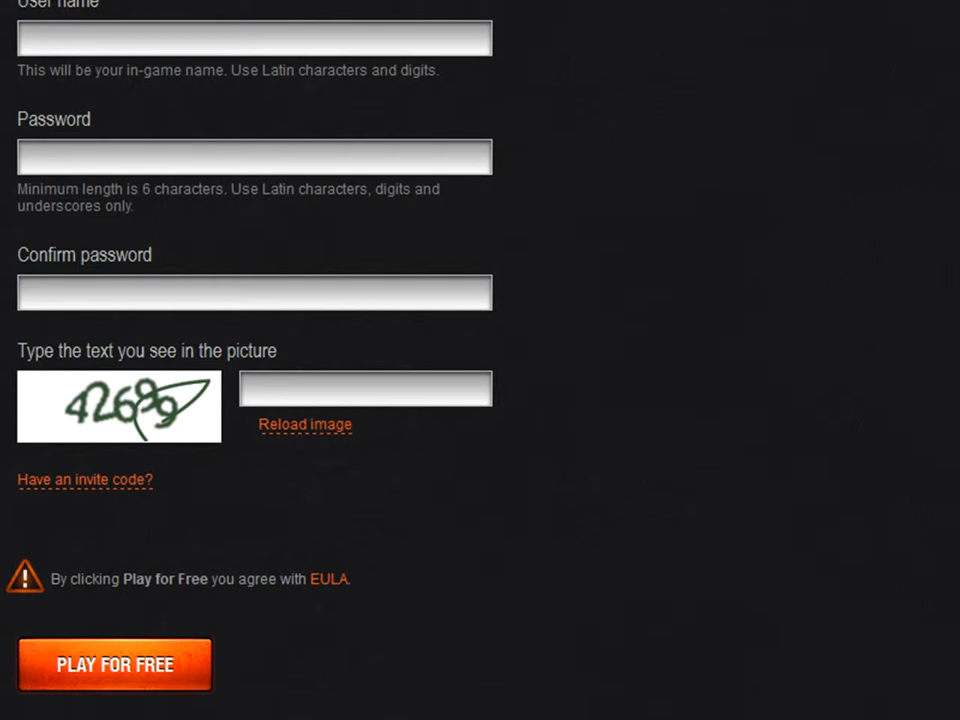 User name
This will be your in-game name. Use Latin characters and digits.
Password
Minimum length is 6 characters. Use Latin characters, digits and
underscores only.
Confirm password
Type the text you see in the picture
Reload image
Have an invite code?
By clicking Play for Free you agree with EULA.
PLAY FOR FREE